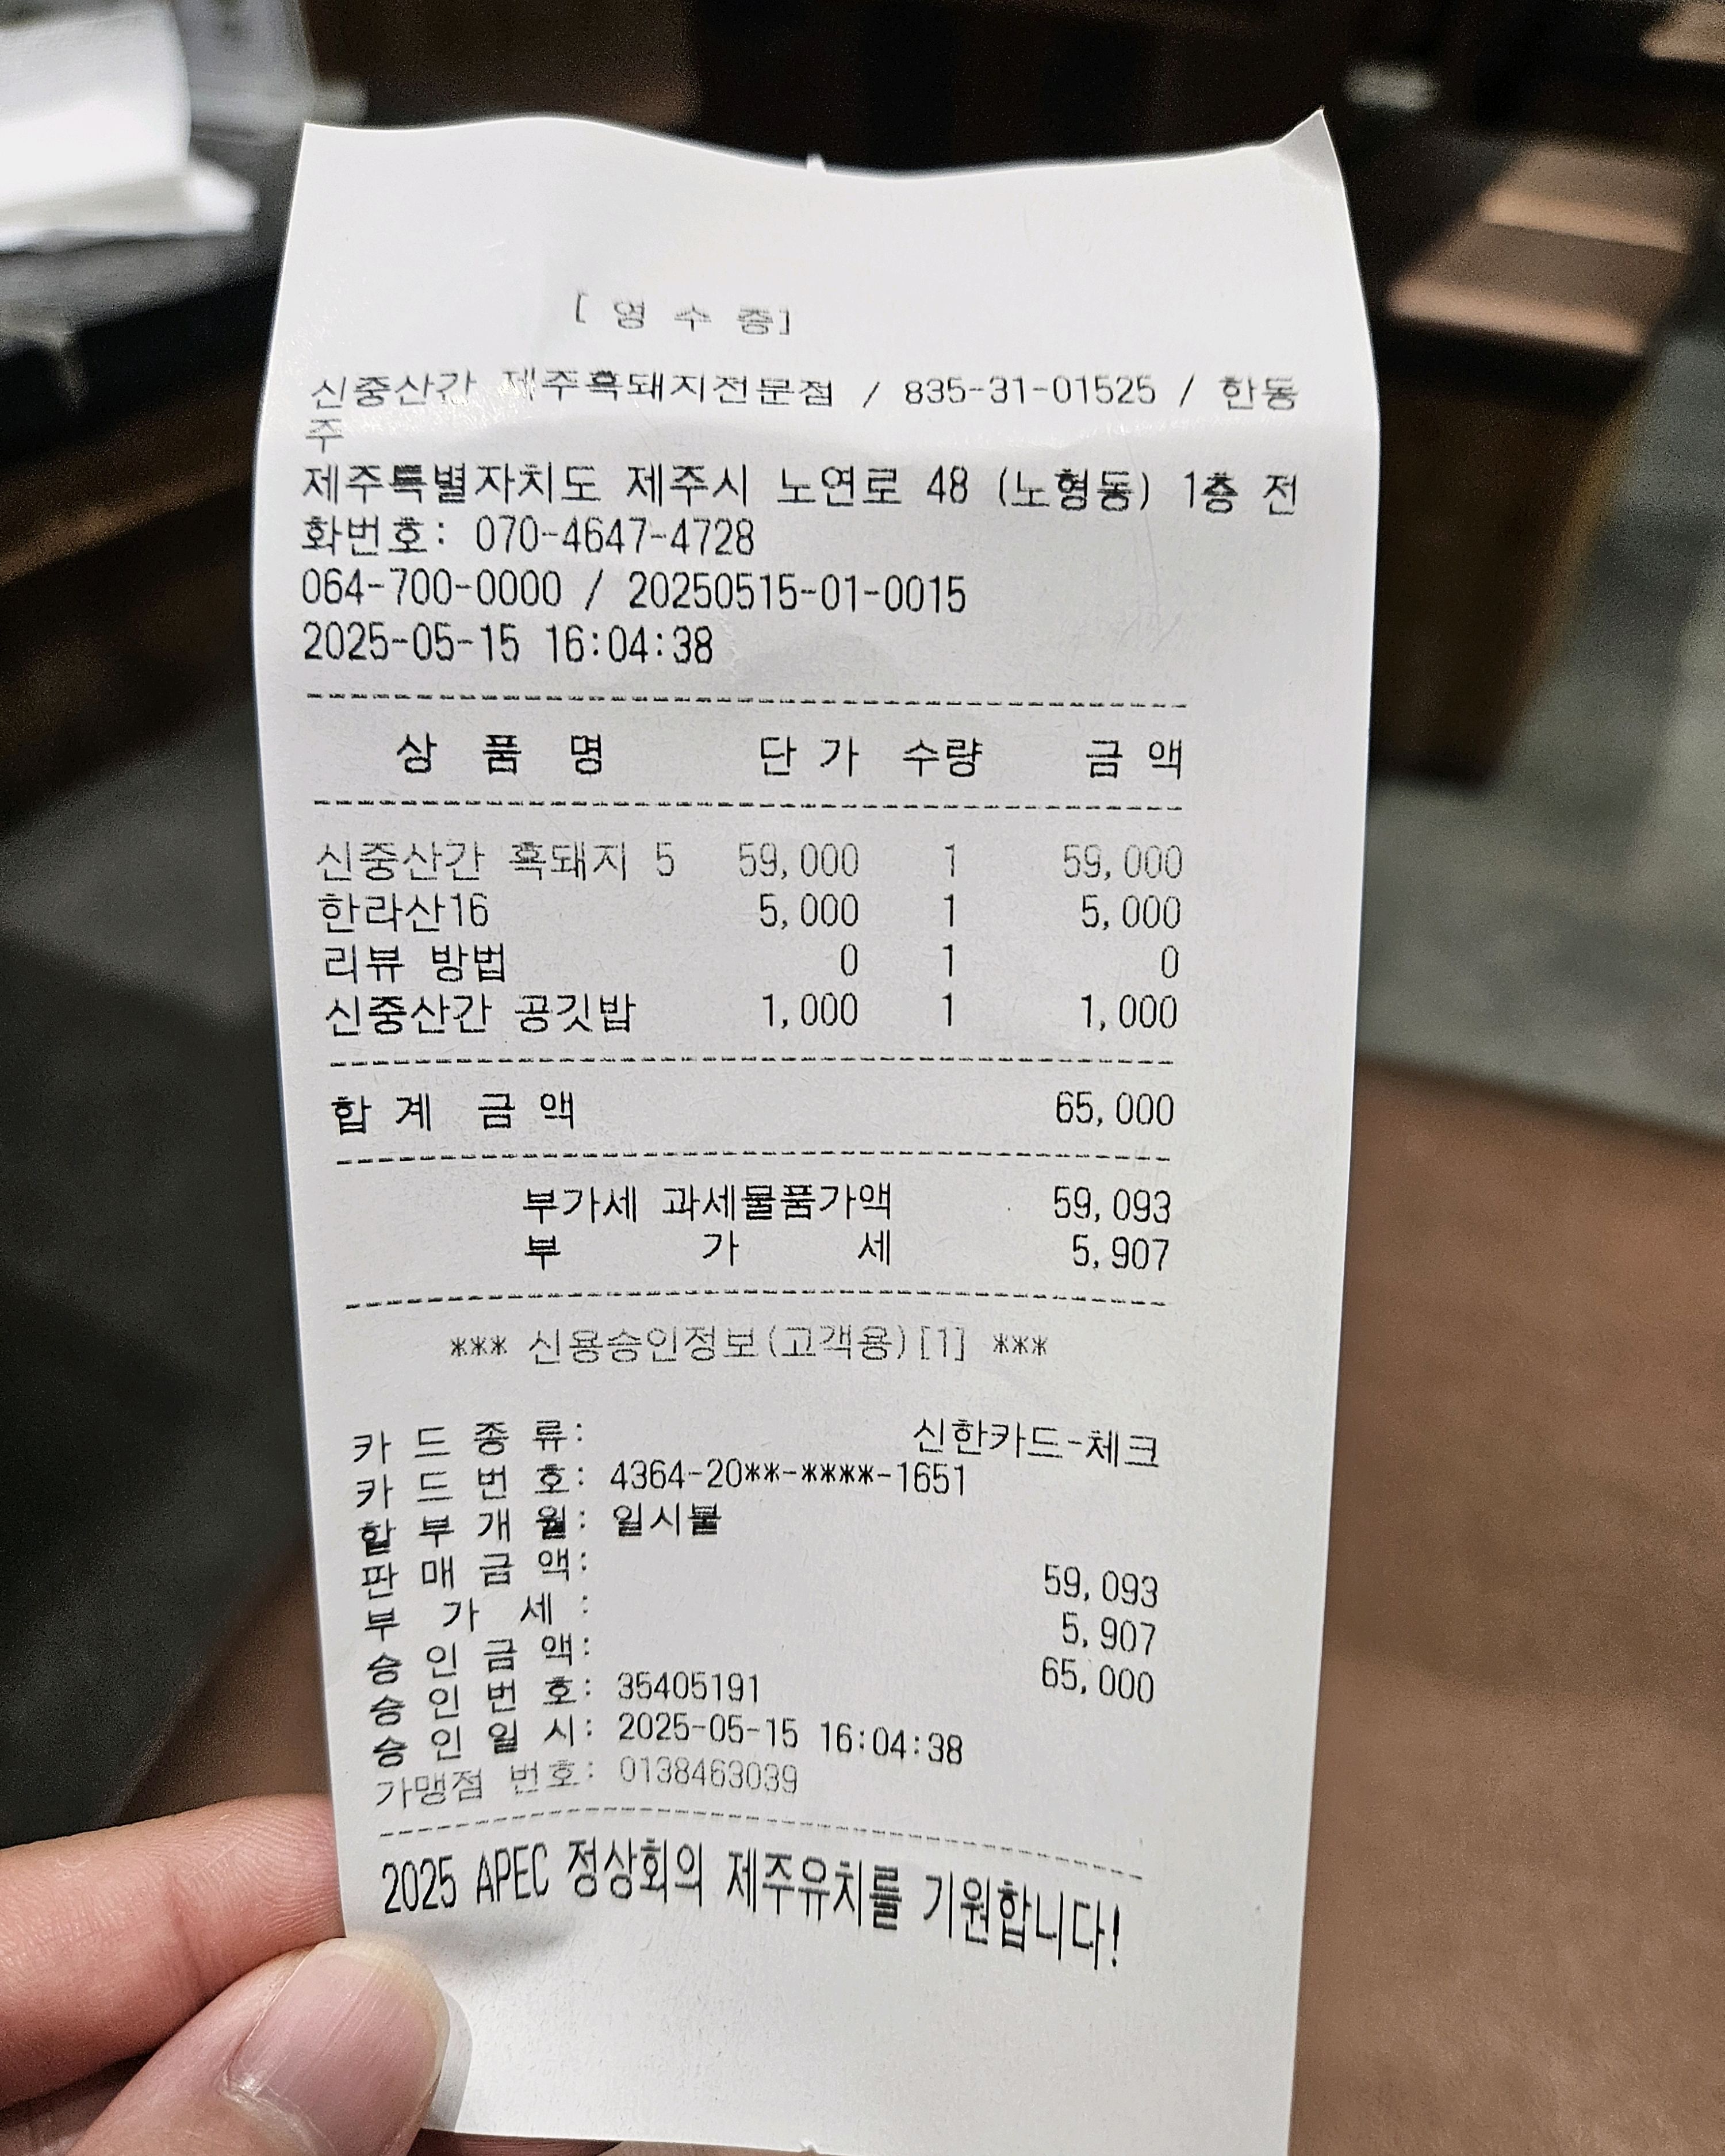 [ 영 수 증]
신중산간 제주흑돼지전문점 / 835-31-01525 / 한동
주
제주특별자치도 제주시 노연로 48 (노형동) 1층 전
화번호: 070-4647-4728
064-700-0000 / 20250515-01-0015
2025-05-15 16:04:38
상 품 명 단 가 수량 금 액
신중산간 흑돼지 5 59,000 1 59,000
한라산16 5,000 1 5,000
리뷰 방법 0 1 0
신중산간 공깃밥 1,000 1 1,000
합 계 금 액 65,000
부가세 과세물품가액 59,093
부 가 세 5,907
*** 신용승인정보(고객용)[1] ***
카 드 종 류: 신한카드-체크
카 드 번 호: 4364-20**-****-1651
할 부 개 월: 일시불
판 매 금 액: 59,093
부 가 세 : 5,907
승 인 금 액: 65,000
승 인 번 호: 35405191
승 인 일 시: 2025-05-15 16:04:38
가맹점 번호: 0138463039
2025 APEC 정상회의 제주유치를 기원합니다!